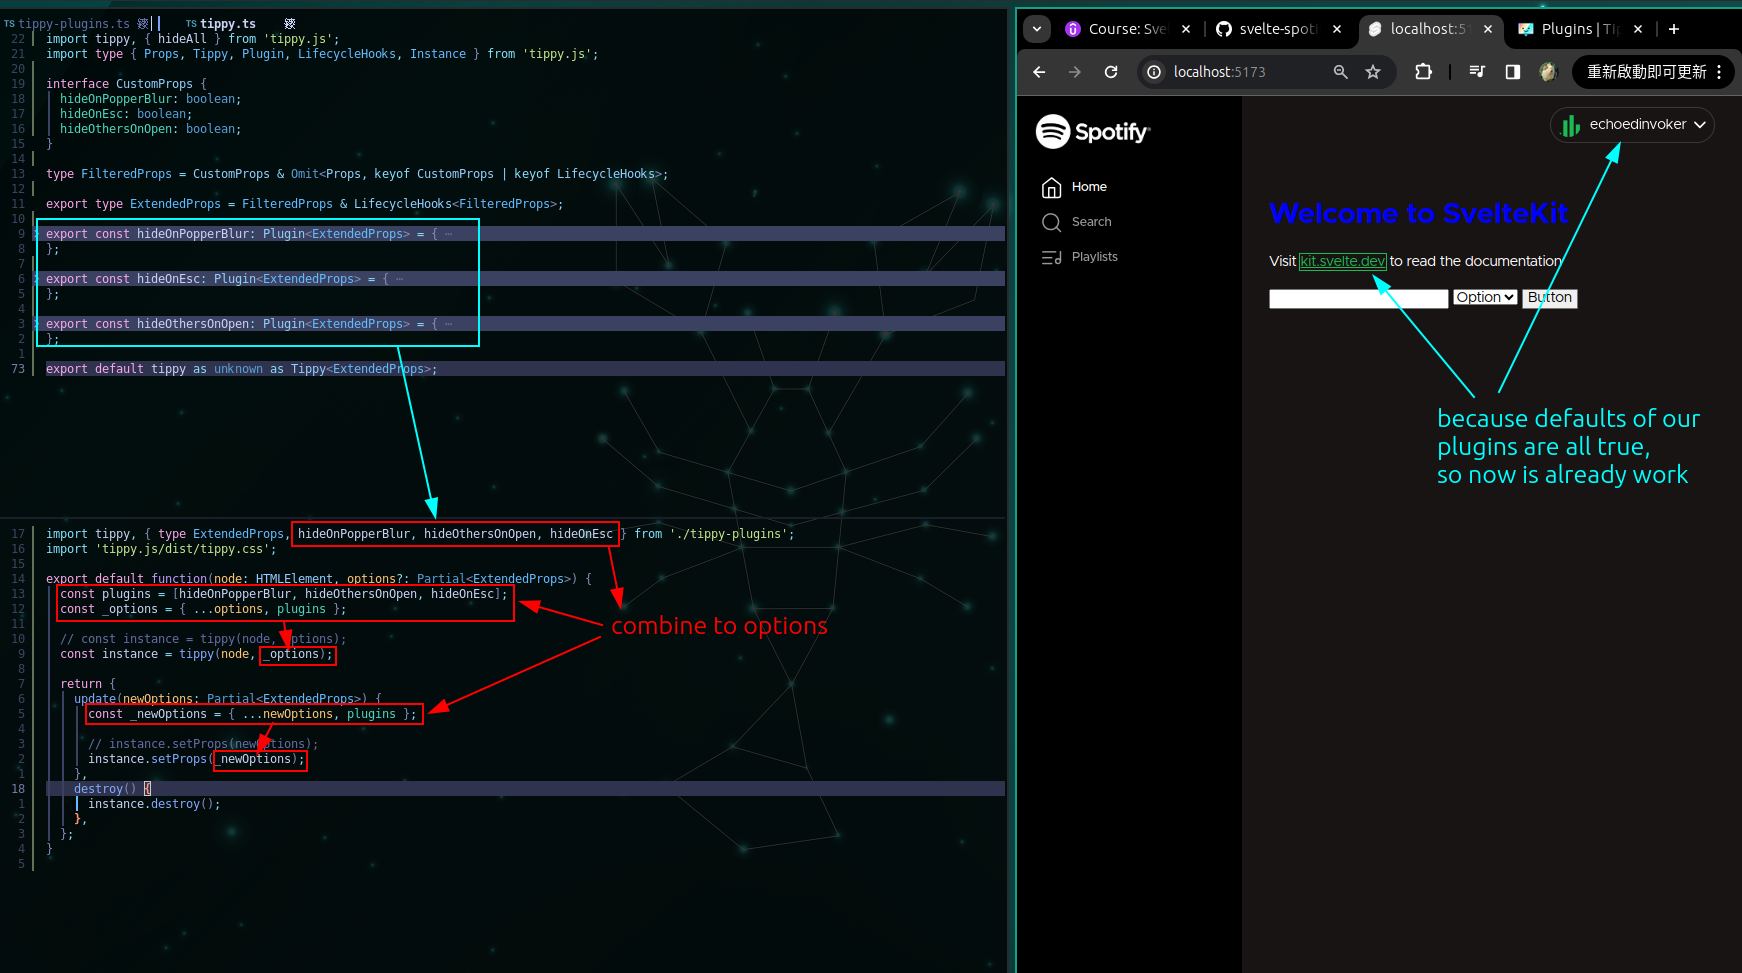 TS tippy-plugins.ts
22 import tippy, { hideAll } from 'tippy.js';
21 import type { Props, Tippy, Plugin, LifecycleHooks, Instance } from 'tippy.js';
20
19 interface CustomProps {
18 hideOnPopperBlur: boolean;
17 hideOnEsc: boolean;
16 hideOthersOnOpen: boolean;
15 }
14
13 type FilteredProps = CustomProps & Omit<Props, keyof CustomProps | keyof LifecycleHooks>;
12
11 export type ExtendedProps = FilteredProps & LifecycleHooks<FilteredProps>;
10
9 export const hideOnPopperBlur: Plugin<ExtendedProps> = { ⋯
8 };
7
6 export const hideOnEsc: Plugin<ExtendedProps> = { ⋯
5 };
4
3 export const hideOthersOnOpen: Plugin<ExtendedProps> = { ⋯
2 };
1
73 export default tippy as unknown as Tippy<ExtendedProps>;
TS tippy.ts
17 import tippy, { type ExtendedProps, hideOnPopperBlur, hideOthersOnOpen, hideOnEsc } from './tippy-plugins';
16 import 'tippy.js/dist/tippy.css';
15
14 export default function(node: HTMLElement, options?: Partial<ExtendedProps>) {
13 const plugins = [hideOnPopperBlur, hideOthersOnOpen, hideOnEsc];
12 const _options = { ...options, plugins };
11
10 // const instance = tippy(node, options);
9 const instance = tippy(node, _options);
8
7 return {
6 update(newOptions: Partial<ExtendedProps>) {
5 const _newOptions = { ...newOptions, plugins };
4
3 // instance.setProps(newOptions);
2 instance.setProps(_newOptions);
1 },
18 destroy() {
1 instance.destroy();
2 },
3 };
4 }
5
combine to options
Course: Sve
svelte-spoti
localhost:51
Plugins | Ti
localhost:5173
重新啟動即可更新
Spotify
echoedinvoker
Home
Search
Playlists
Welcome to SvelteKit
Visit kit.svelte.dev to read the documentation
Option
Button
because defaults of our
plugins are all true,
so now is already work